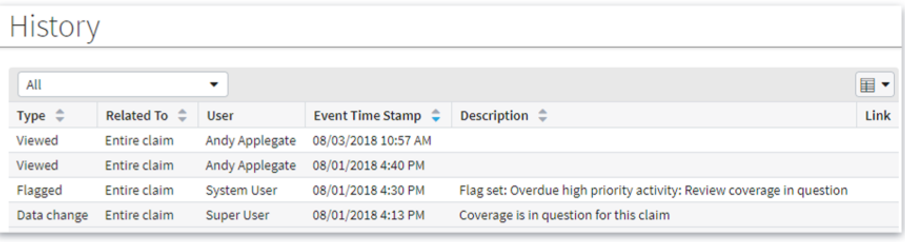 History
All
Type Related To User Event Time Stamp Description Link
Viewed Entire claim Andy Applegate 08/03/2018 10:57 AM
Viewed Entire claim Andy Applegate 08/01/2018 4:40 PM
Flagged Entire claim System User 08/01/2018 4:30 PM Flag set: Overdue high priority activity: Review coverage in question
Data change Entire claim Super User 08/01/2018 4:13 PM Coverage is in question for this claim